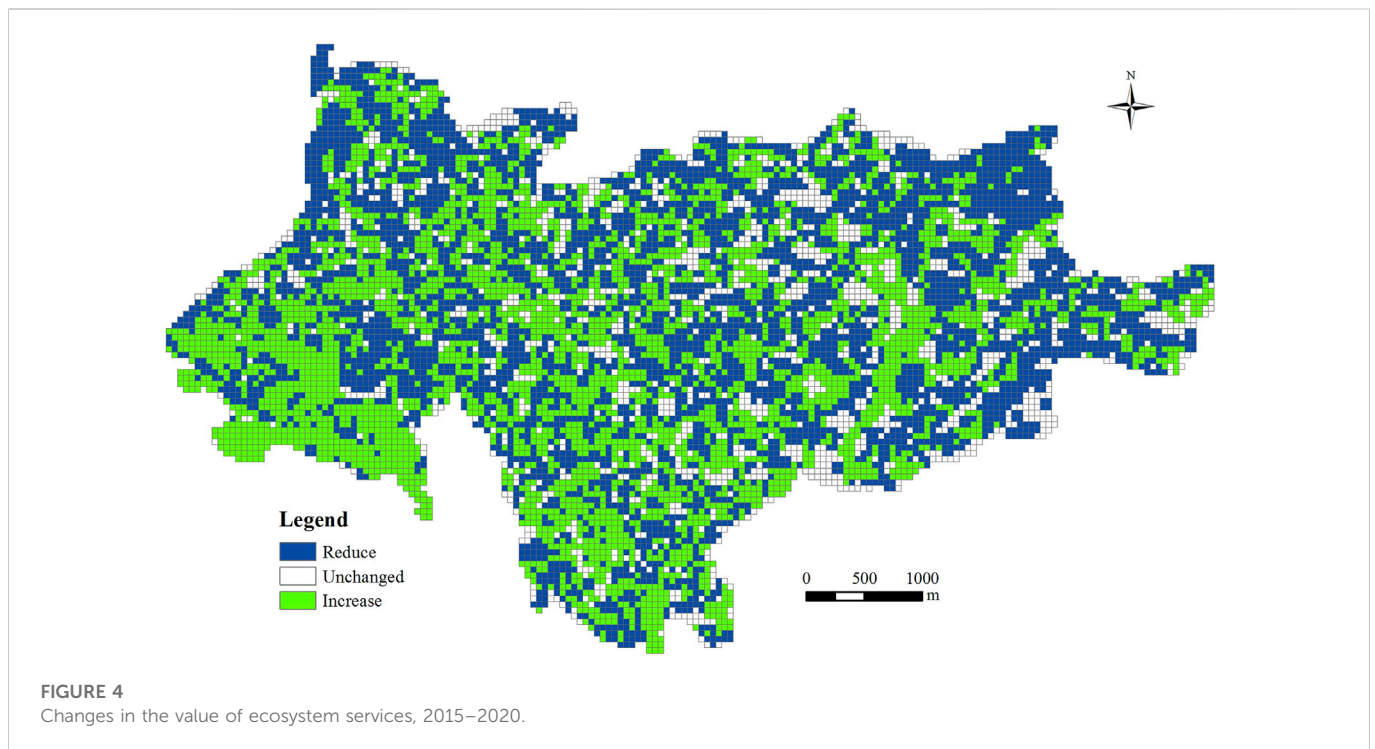 N
Legend
Reduce
Unchanged
Increase
0 500 1000
m
FIGURE 4
Changes in the value of ecosystem services, 2015–2020.